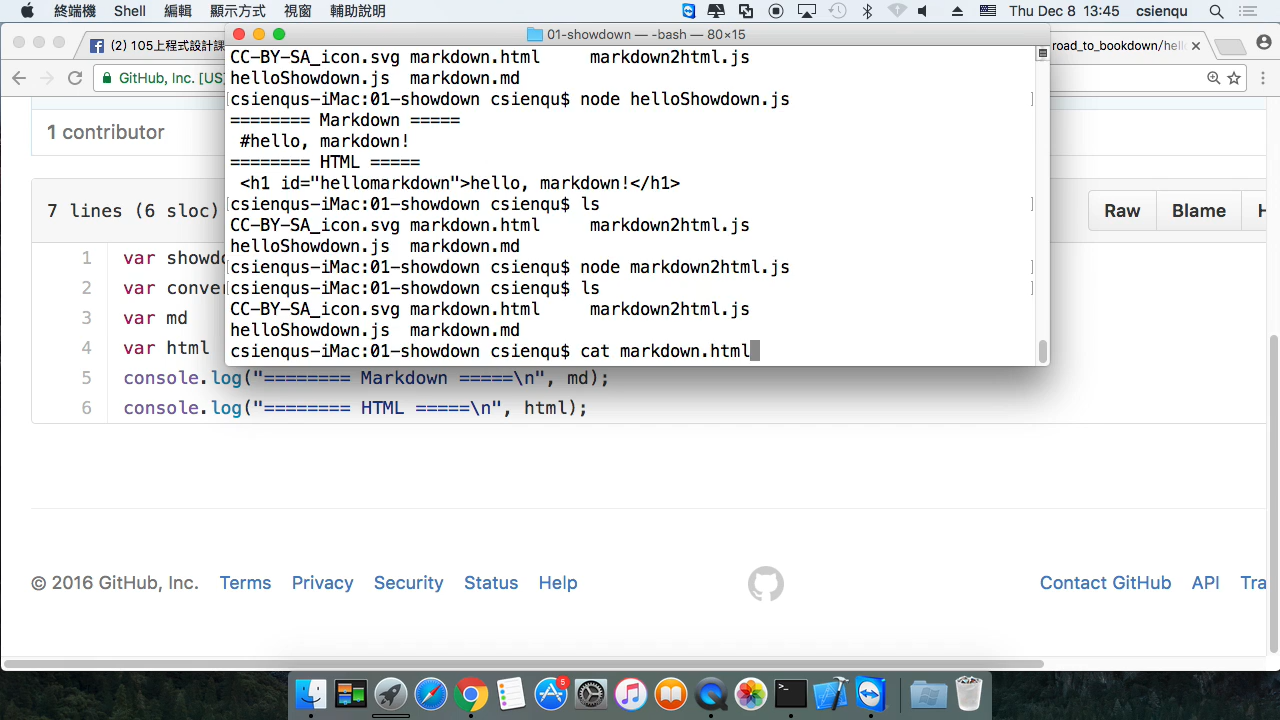 終端機 Shell 編輯 顯示方式 視窗 輔助說明 Thu Dec 8 13:45 csienqu
(2) 105上程式設計課
01-showdown — -bash — 80×15
road_to_bookdown/hello
GitHub, Inc. [US]
CC-BY-SA_icon.svg markdown.html markdown2html.js
helloShowdown.js markdown.md
csienqus-iMac:01-showdown csienqu$ node helloShowdown.js
======== Markdown =====
#hello, markdown!
======== HTML =====
<h1 id="hellomarkdown">hello, markdown!</h1>
csienqus-iMac:01-showdown csienqu$ ls
CC-BY-SA_icon.svg markdown.html markdown2html.js
helloShowdown.js markdown.md
csienqus-iMac:01-showdown csienqu$ node markdown2html.js
csienqus-iMac:01-showdown csienqu$ ls
CC-BY-SA_icon.svg markdown.html markdown2html.js
helloShowdown.js markdown.md
csienqus-iMac:01-showdown csienqu$ cat markdown.html
1 contributor
7 lines (6 sloc)
Raw Blame H
1 var showdo
2 var conver
3 var md
4 var html
5 console.log("======== Markdown =====\n", md);
6 console.log("======== HTML =====\n", html);
© 2016 GitHub, Inc. Terms Privacy Security Status Help Contact GitHub API Tra
5